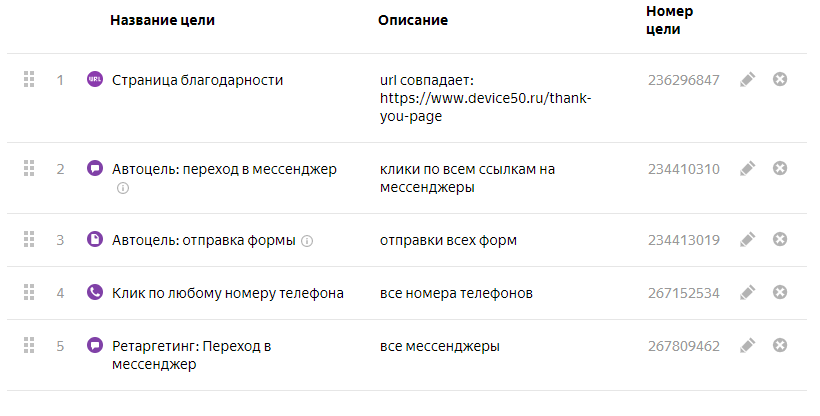 Название цели Описание Номер
цели
1 URL Страница благодарности url совпадает: 236296847
https://www.device50.ru/thank-
you-page
2 Автоцель: переход в мессенджер клики по всем ссылкам на 234410310
мессенджеры
3 Автоцель: отправка формы отправки всех форм 234413019
4 Клик по любому номеру телефона все номера телефонов 267152534
5 Ретаргетинг: Переход в все мессенджеры 267809462
мессенджер